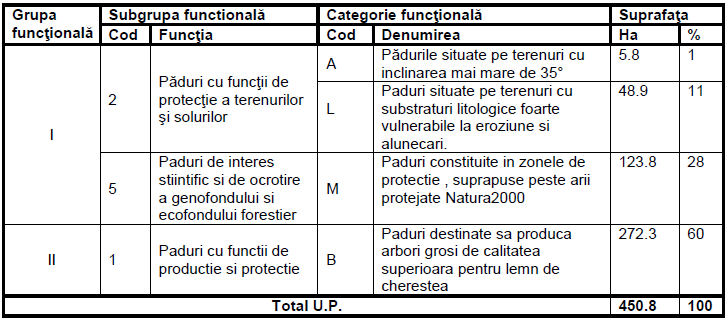 Grupa funcţională	Subgrupa functională	Categorie funcţională	Suprafaţa
Cod	Funcţia	Cod	Denumirea	Ha	%
I
2
Păduri cu funcţii de
protecţie a terenurilor
şi solurilor
A
Pădurile situate pe terenuri cu
inclinarea mai mare de 35°
5.8	1
L
Paduri situate pe terenuri cu
substraturi litologice foarte
vulnerabile la eroziune si
alunecari.
48.9	11
5
Paduri de interes
stiintific si de ocrotire
a genofondului si
ecofondului forestier
M
Paduri constituite in zonele de
protectie , suprapuse peste arii
protejate Natura2000
123.8	28
II
1
Paduri cu functii de
productie si protectie
B
Paduri destinate sa produca
arbori grosi de calitatea
superioara pentru lemn de
cherestea
272.3	60
Total U.P.	450.8	100